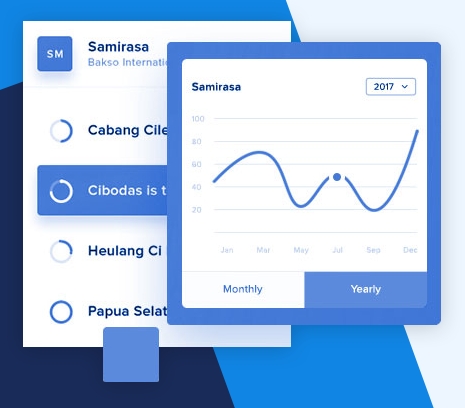 SM
Samirasa
Bakso Internati
Cabang Cile
Cibodas is t
Heulang Ci
Papua Selat
Samirasa
2017
100
80
60
40
20
Jan Mar May Jul Sep Dec
Monthly Yearly